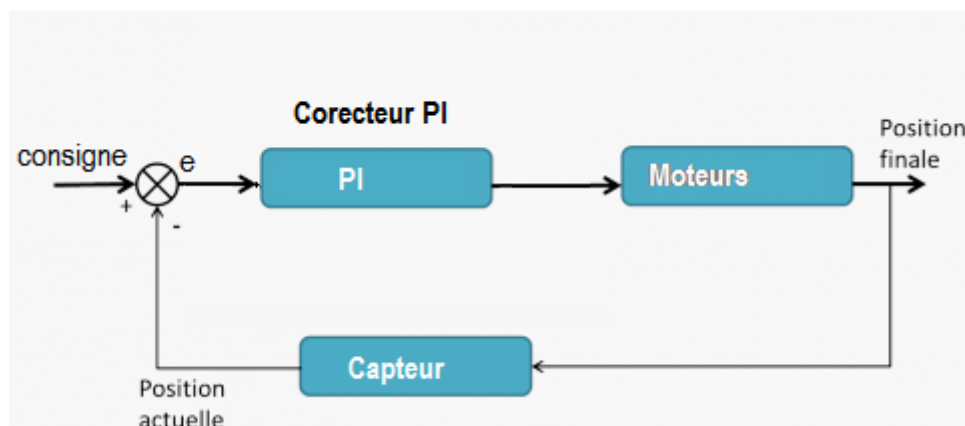 Corecteur PI
consigne
e
+
-
PI
Moteurs
Position
finale
Capteur
Position
actuelle